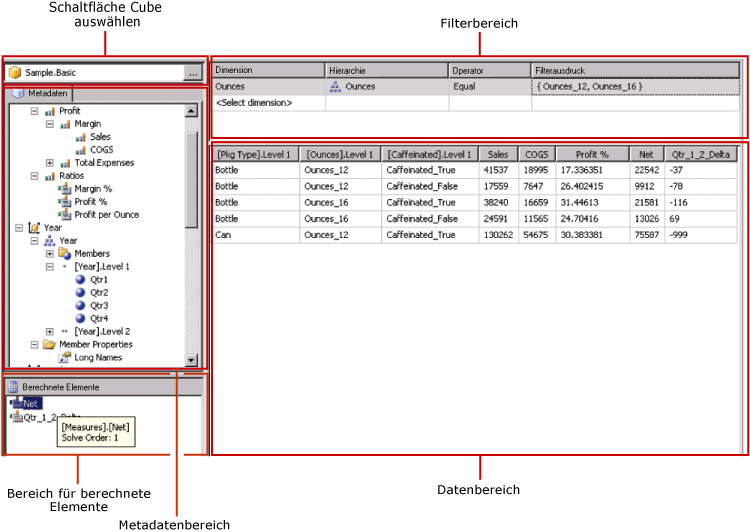 Schaltfläche Cube
auswählen
Filterbereich
Sample.Basic
...
Metadaten
Profit
Margin
Sales
COGS
Total Expenses
Ratios
Margin %
Profit %
Profit per Ounce
Year
Year
Members
[Year].Level 1
Qtr1
Qtr2
Qtr3
Qtr4
[Year].Level 2
Member Properties
Long Names
Berechnete Elemente
Net
Qtr_1_2_Delta
[Measures].[Net]
Solve Order: 1
Dimension Hierarchie Operator Filterausdruck
Ounces Ounces Equal { Ounces_12, Ounces_16 }
<Select dimension>
[Pkg Type].Level 1 [Ounces].Level 1 [Caffeinated].Level 1 Sales COGS Profit % Net Qtr_1_2_Delta
Bottle Ounces_12 Caffeinated_True 41537 18995 17.336351 22542 -37
Bottle Ounces_12 Caffeinated_False 17559 7647 26.402415 9912 -78
Bottle Ounces_16 Caffeinated_True 38240 16659 31.44613 21581 -116
Bottle Ounces_16 Caffeinated_False 24591 11565 24.70416 13026 69
Can Ounces_12 Caffeinated_True 130262 54675 30.383381 75587 -999
Bereich für berechnete
Elemente
Metadatenbereich
Datenbereich